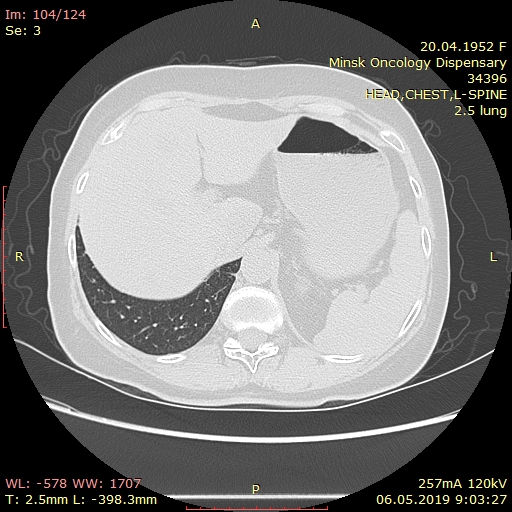 Im: 104/124
Se: 3
A
20.04.1952 F
Minsk Oncology Dispensary
34396
HEAD,CHEST,L-SPINE
2.5 lung
R
L
WL: -578 WW: 1707
T: 2.5mm L: -398.3mm
P
257mA 120kV
06.05.2019 9:03:27